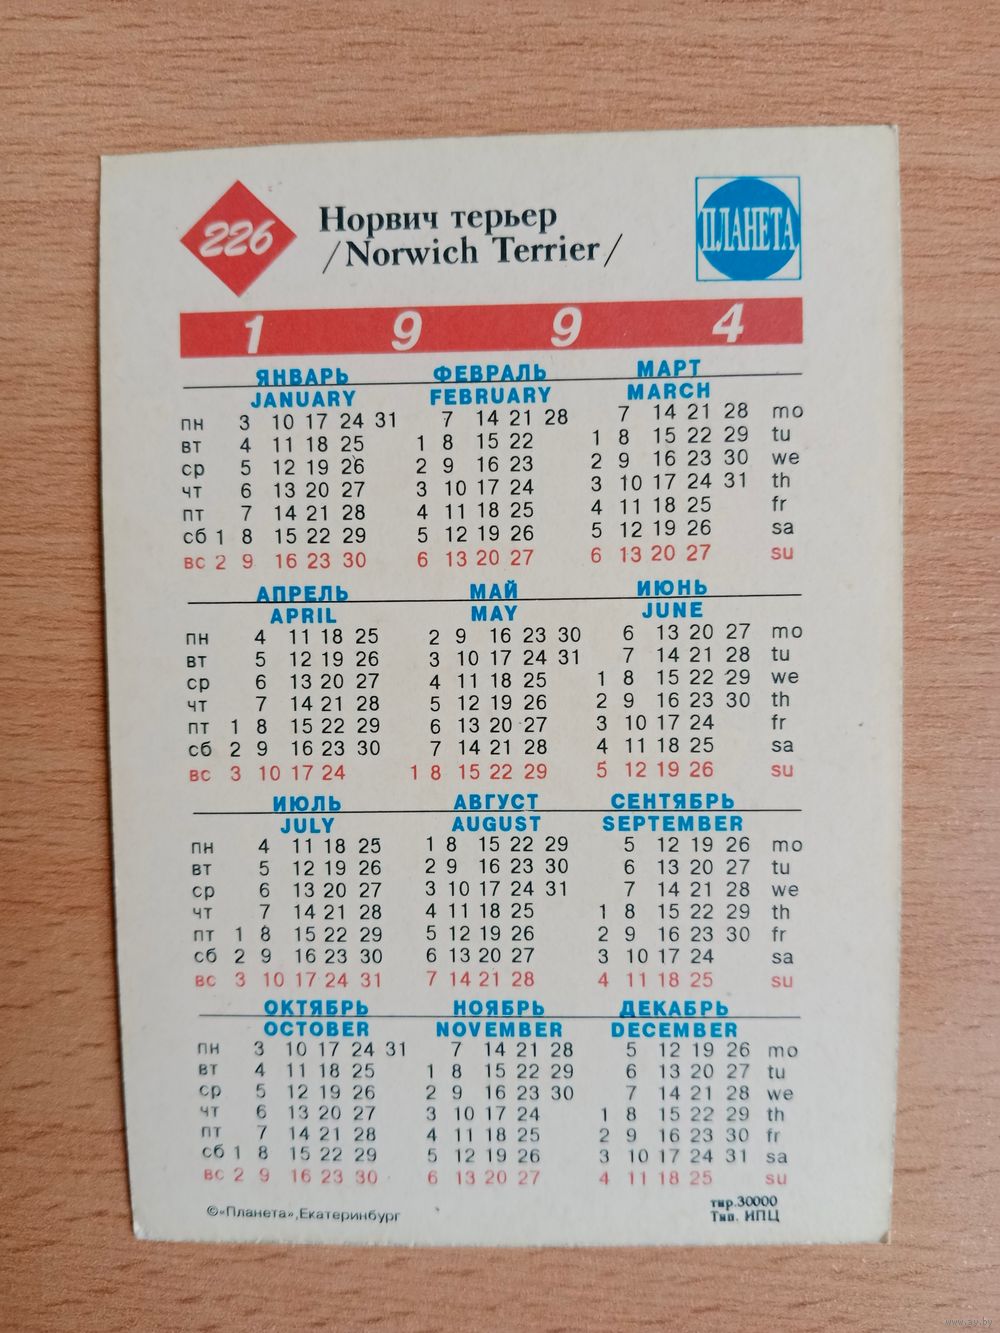 226
Норвич терьер
/Norwich Terrier/
ПЛАНЕТА
1 9 9 4
ЯНВАРЬ ФЕВРАЛЬ МАРТ
JANUARY FEBRUARY MARCH
пн 3 10 17 24 31 7 14 21 28 7 14 21 28 mo
вт 4 11 18 25 1 8 15 22 1 8 15 22 29 tu
ср 5 12 19 26 2 9 16 23 2 9 16 23 30 we
чт 6 13 20 27 3 10 17 24 3 10 17 24 31 th
пт 7 14 21 28 4 11 18 25 4 11 18 25 fr
сб 1 8 15 22 29 5 12 19 26 5 12 19 26 sa
вс 2 9 16 23 30 6 13 20 27 6 13 20 27 su
АПРЕЛЬ МАЙ ИЮНЬ
APRIL MAY JUNE
пн 4 11 18 25 2 9 16 23 30 6 13 20 27 mo
вт 5 12 19 26 3 10 17 24 31 7 14 21 28 tu
ср 6 13 20 27 4 11 18 25 1 8 15 22 29 we
чт 7 14 21 28 5 12 19 26 2 9 16 23 30 th
пт 1 8 15 22 29 6 13 20 27 3 10 17 24 fr
сб 2 9 16 23 30 7 14 21 28 4 11 18 25 sa
вс 3 10 17 24 1 8 15 22 29 5 12 19 26 su
ИЮЛЬ АВГУСТ СЕНТЯБРЬ
JULY AUGUST SEPTEMBER
пн 4 11 18 25 1 8 15 22 29 5 12 19 26 mo
вт 5 12 19 26 2 9 16 23 30 6 13 20 27 tu
ср 6 13 20 27 3 10 17 24 31 7 14 21 28 we
чт 7 14 21 28 4 11 18 25 1 8 15 22 29 th
пт 1 8 15 22 29 5 12 19 26 2 9 16 23 30 fr
сб 2 9 16 23 30 6 13 20 27 3 10 17 24 sa
вс 3 10 17 24 31 7 14 21 28 4 11 18 25 su
ОКТЯБРЬ НОЯБРЬ ДЕКАБРЬ
OCTOBER NOVEMBER DECEMBER
пн 3 10 17 24 31 7 14 21 28 5 12 19 26 mo
вт 4 11 18 25 1 8 15 22 29 6 13 20 27 tu
ср 5 12 19 26 2 9 16 23 30 7 14 21 28 we
чт 6 13 20 27 3 10 17 24 1 8 15 22 29 th
пт 7 14 21 28 4 11 18 25 2 9 16 23 30 fr
сб 1 8 15 22 29 5 12 19 26 3 10 17 24 31 sa
вс 2 9 16 23 30 6 13 20 27 4 11 18 25 su
©«Планета»,Екатеринбург
тир.30000
Тип. ИПЦ
www.ay.by